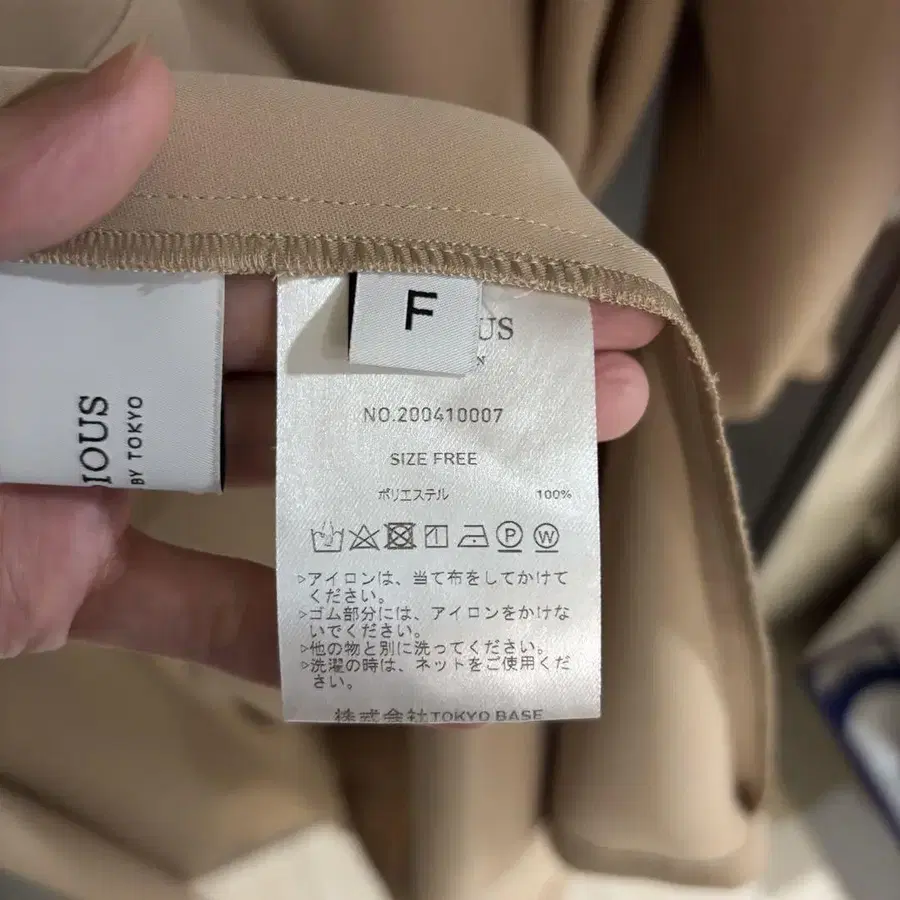 F
US
N
IOUS
BY TOKYO
NO.200410007
SIZE FREE
ポリエステル 100%
P W
▷アイロンは、当て布をしてかけて
ください。
▷ゴム部分には、アイロンをかけな
いでください。
▷他の物と別に洗ってください。
▷洗濯の時は、ネットをご使用くだ
さい。
株式会社TOKYO BASE